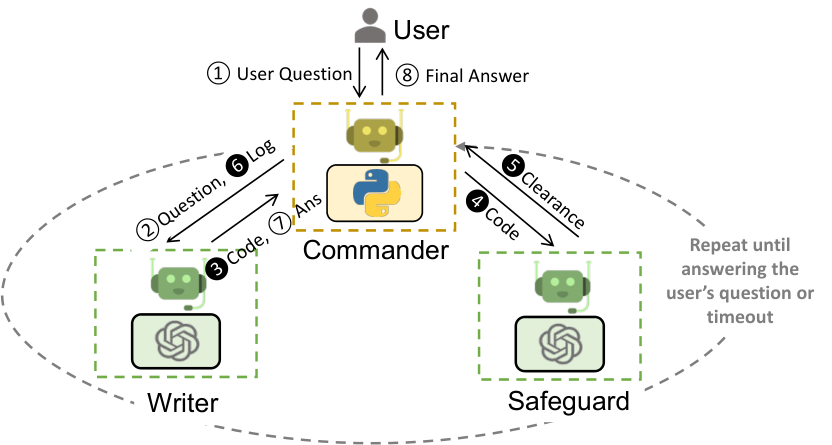 User
① User Question
⑧ Final Answer
② Question, ❻ Log
❸ Code, ⑦ Ans
❺ Clearance
❹ Code
Commander
Repeat until
answering the
user's question or
timeout
Writer
Safeguard